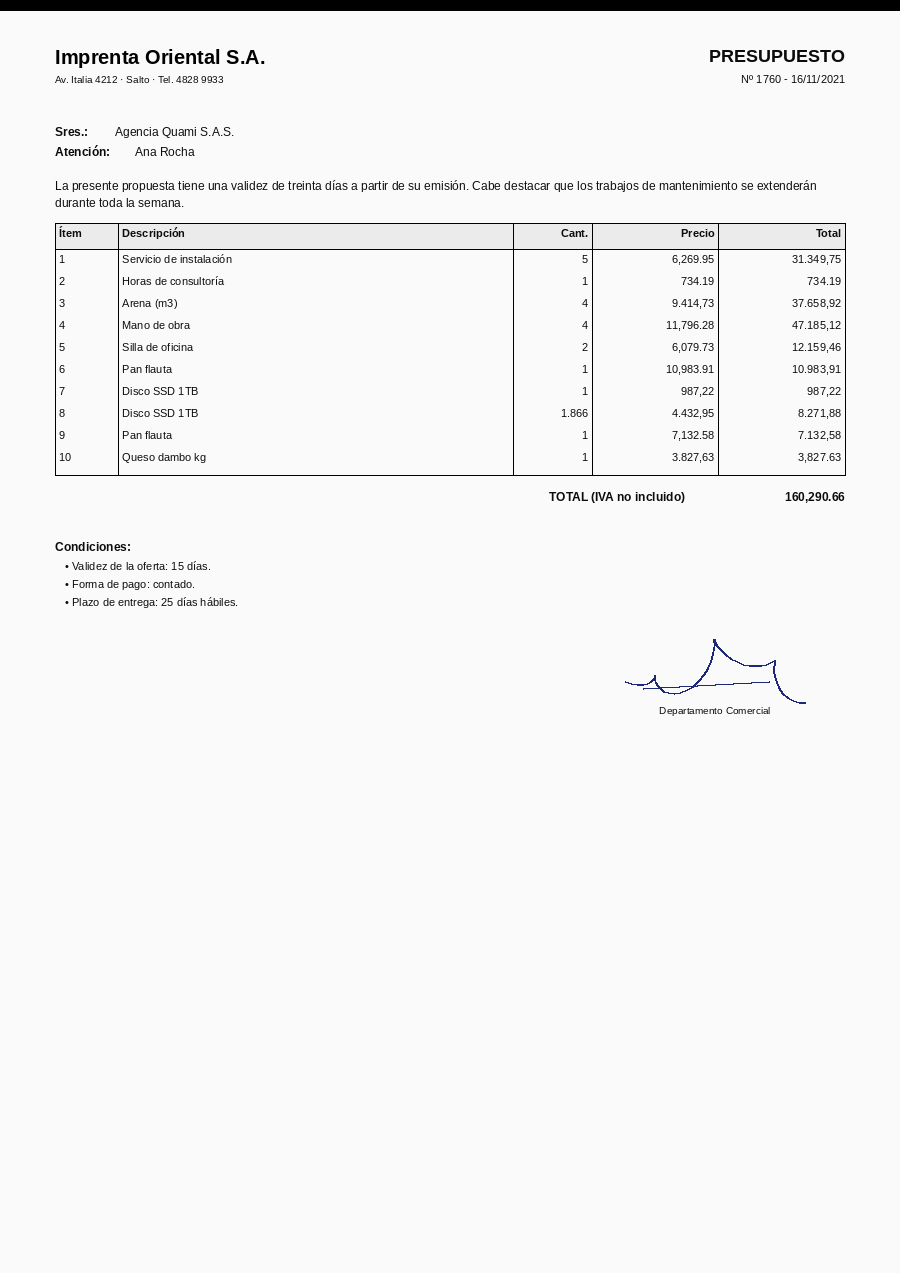 Imprenta Oriental S.A.
PRESUPUESTO
Av. Italia 4212 · Salto · Tel. 4828 9933
Nº 1760 - 16/11/2021
Sres.: Agencia Quami S.A.S.
Atención: Ana Rocha
La presente propuesta tiene una validez de treinta días a partir de su emisión. Cabe destacar que los trabajos de mantenimiento se extenderán
durante toda la semana.
Ítem Descripción Cant. Precio Total
1 Servicio de instalación 5 6,269.95 31.349,75
2 Horas de consultoría 1 734.19 734.19
3 Arena (m3) 4 9.414,73 37.658,92
4 Mano de obra 4 11,796.28 47.185,12
5 Silla de oficina 2 6,079.73 12.159,46
6 Pan flauta 1 10,983.91 10.983,91
7 Disco SSD 1TB 1 987,22 987,22
8 Disco SSD 1TB 1.866 4.432,95 8.271,88
9 Pan flauta 1 7,132.58 7.132,58
10 Queso dambo kg 1 3.827,63 3,827.63
TOTAL (IVA no incluido) 160,290.66
Condiciones:
• Validez de la oferta: 15 días.
• Forma de pago: contado.
• Plazo de entrega: 25 días hábiles.
Departamento Comercial